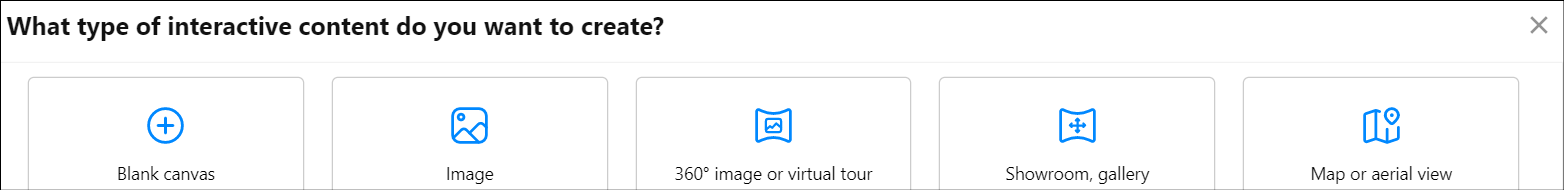 What type of interactive content do you want to create?
Blank canvas
Image
360° image or virtual tour
Showroom, gallery
Map or aerial view